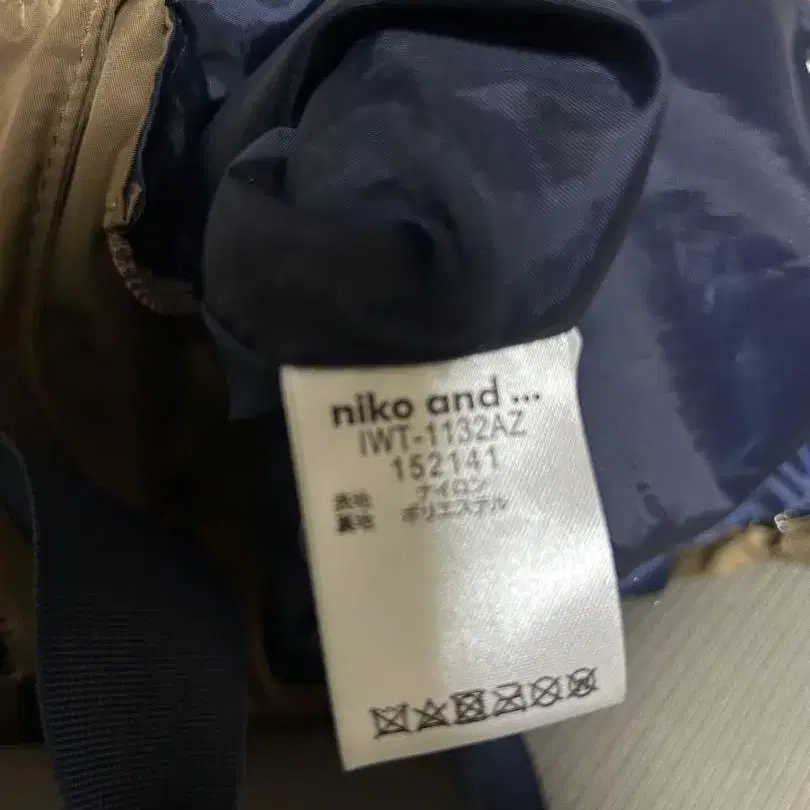 niko and ...
IWT-1132AZ
152141
表地 ナイロン
裏地 ポリエステル